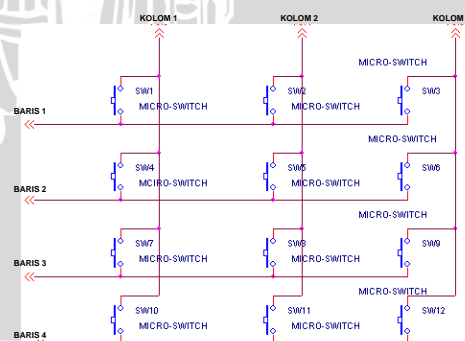 KOLOM 1
KOLOM 2
KOLOM
MICRO-SWITCH
SW1
SW2
SW3
MICRO-SWITCH
MICRO-SWITCH
BARIS 1
MICRO-SWITCH
SW4
SW5
SW6
MCIRO-SWITCH
MICRO-SWITCH
BARIS 2
MICRO-SWITCH
SW7
SW8
SW9
MICRO-SWITCH
MICRO-SWITCH
BARIS 3
MICRO-SWITCH
SW10
SW11
SW12
MICRO-SWITCH
MICRO-SWITCH
BARIS 4